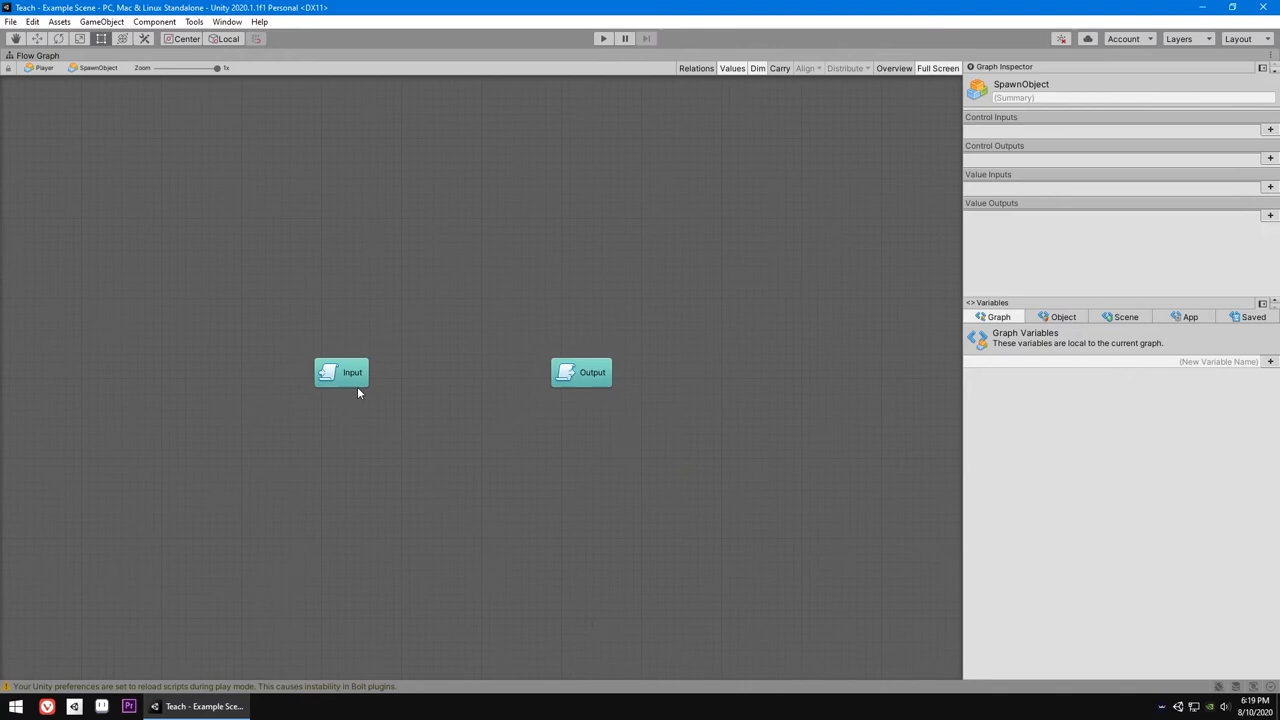 Teach - Example Scene - PC, Mac & Linux Standalone - Unity 2020.1.1f1 Personal <DX11>
File Edit Assets GameObject Component Tools Window Help
Center Local Account Layers Layout
Flow Graph
Player SpawnObject Zoom 1x Relations Values Dim Carry Align Distribute Overview Full Screen
Graph Inspector
SpawnObject
(Summary)
Control Inputs
+
Control Outputs
+
Value Inputs
+
Value Outputs
+
<> Variables
Graph Object Scene App Saved
Graph Variables
These variables are local to the current graph.
(New Variable Name) +
Input Output
Your Unity preferences are set to reload scripts during play mode. This causes instability in Bolt plugins.
Pr Teach - Example Sce...
6:19 PM
8/10/2020